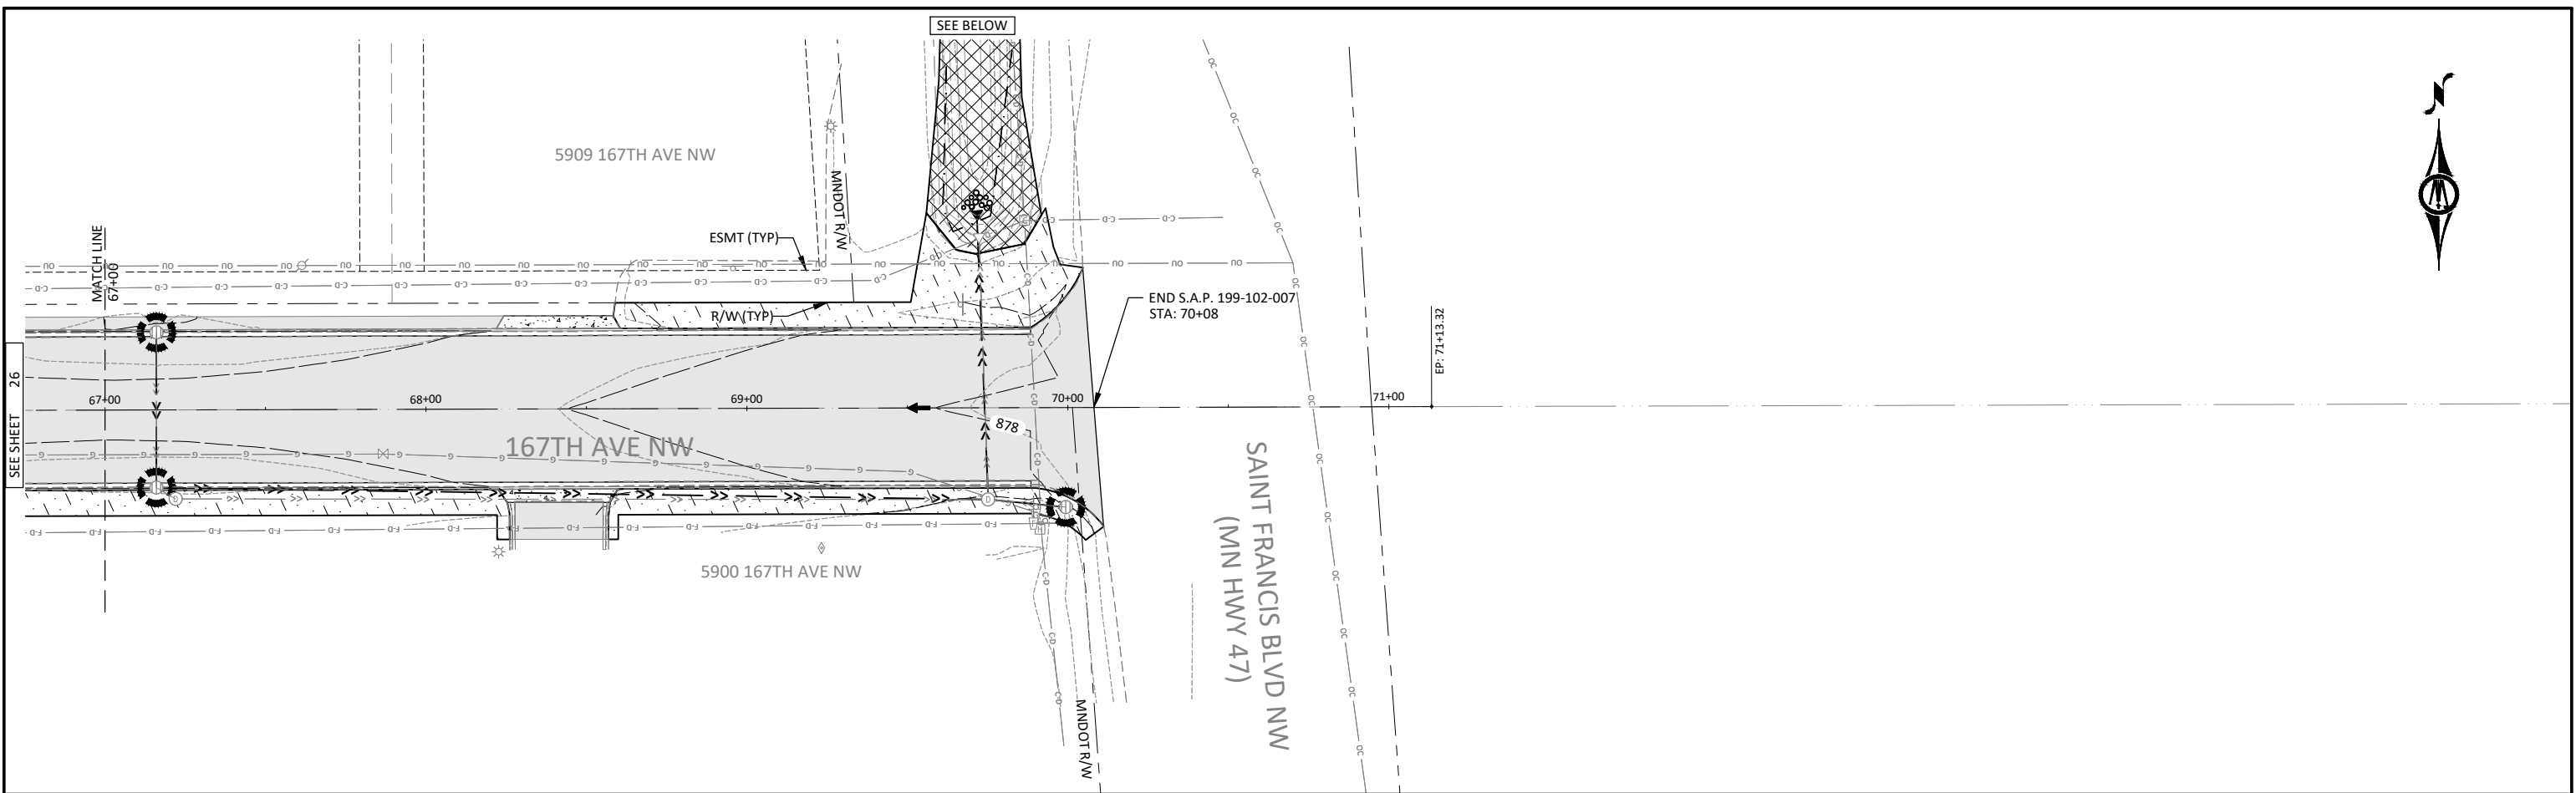 SEE BELOW
N
5909 167TH AVE NW
MNDOT R/W
ESMT (TYP)
MATCH LINE
67+00
R/W (TYP)
END S.A.P. 199-102-007
STA: 70+08
EP: 71+13.32
SEE SHEET 26
67+00
68+00
69+00
70+00
71+00
878
167TH AVE NW
SAINT FRANCIS BLVD NW
(MN HWY 47)
5900 167TH AVE NW
MNDOT R/W